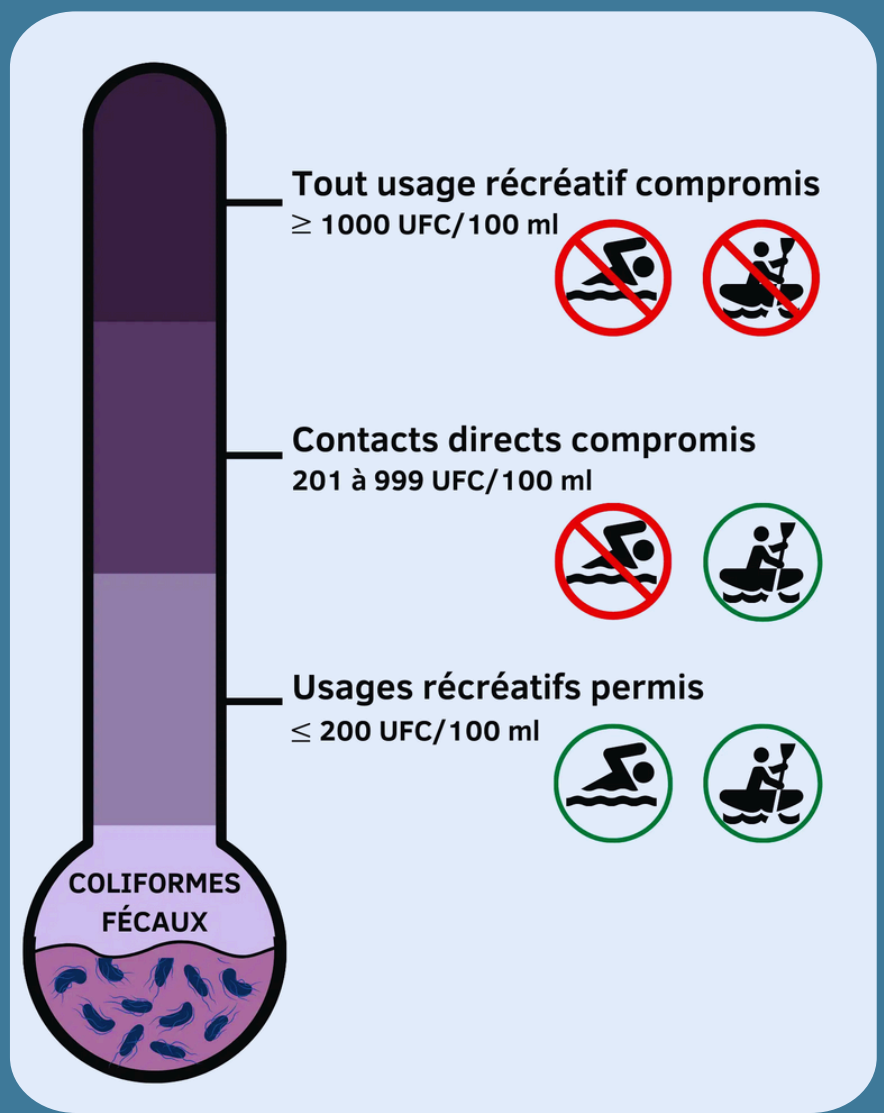 Tout usage récréatif compromis
≥ 1000 UFC/100 ml
Contacts directs compromis
201 à 999 UFC/100 ml
Usages récréatifs permis
≤ 200 UFC/100 ml
COLIFORMES
FÉCAUX